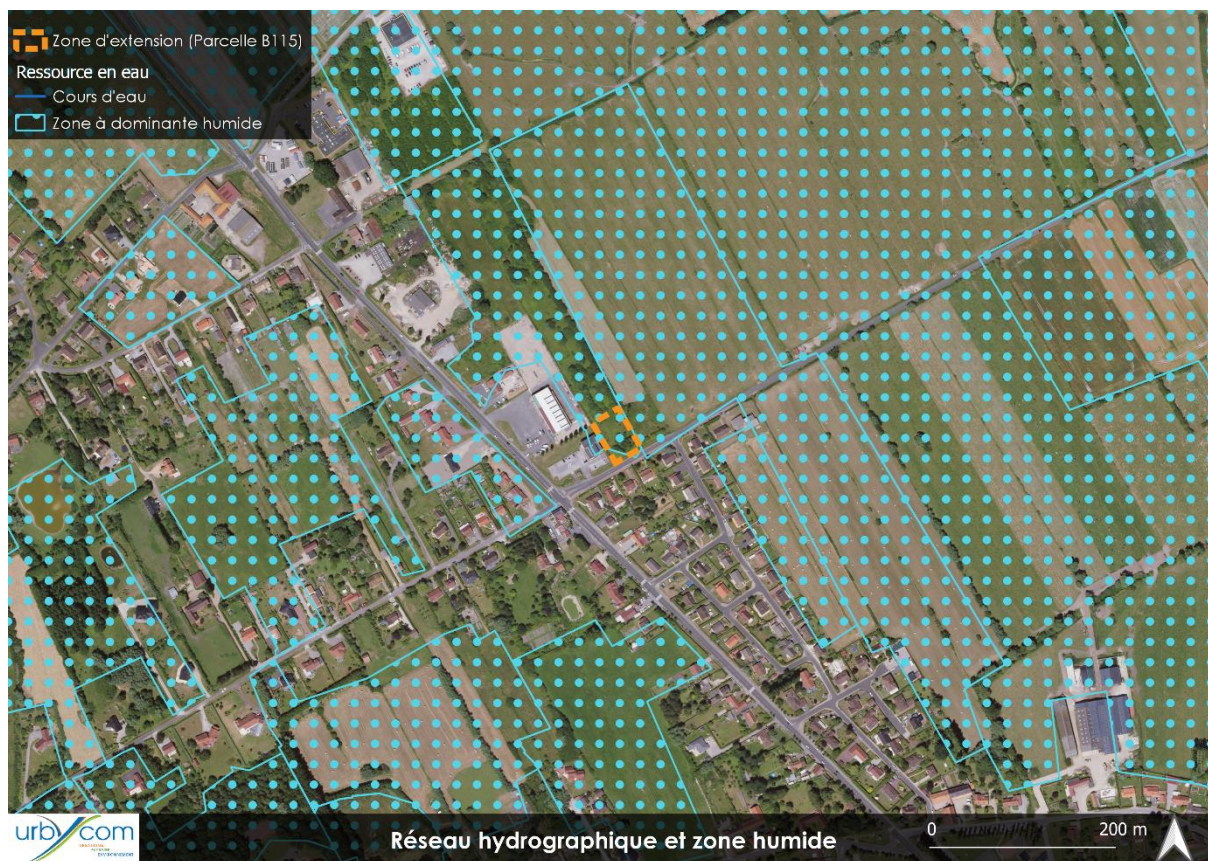 Zone d'extension (Parcelle B115)
Ressource en eau
Cours d'eau
Zone à dominante humide
urbycom
ENVIRONNEMENT
Réseau hydrographique et zone humide
0 200 m